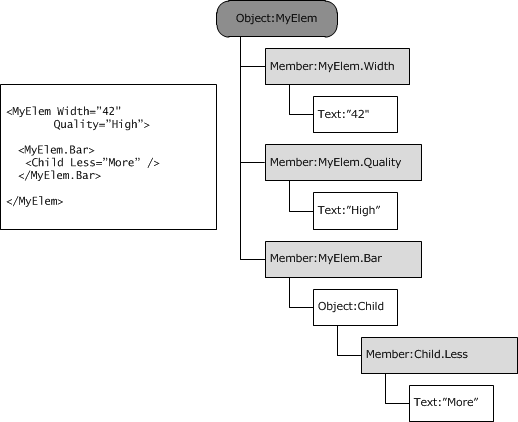 Object:MyElem
Member:MyElem.Width
Text:”42"
<MyElem Width=”42"
Quality=”High”>
<MyElem.Bar>
<Child Less=”More” />
</MyElem.Bar>
</MyElem>
Member:MyElem.Quality
Text:”High”
Member:MyElem.Bar
Object:Child
Member:Child.Less
Text:”More”